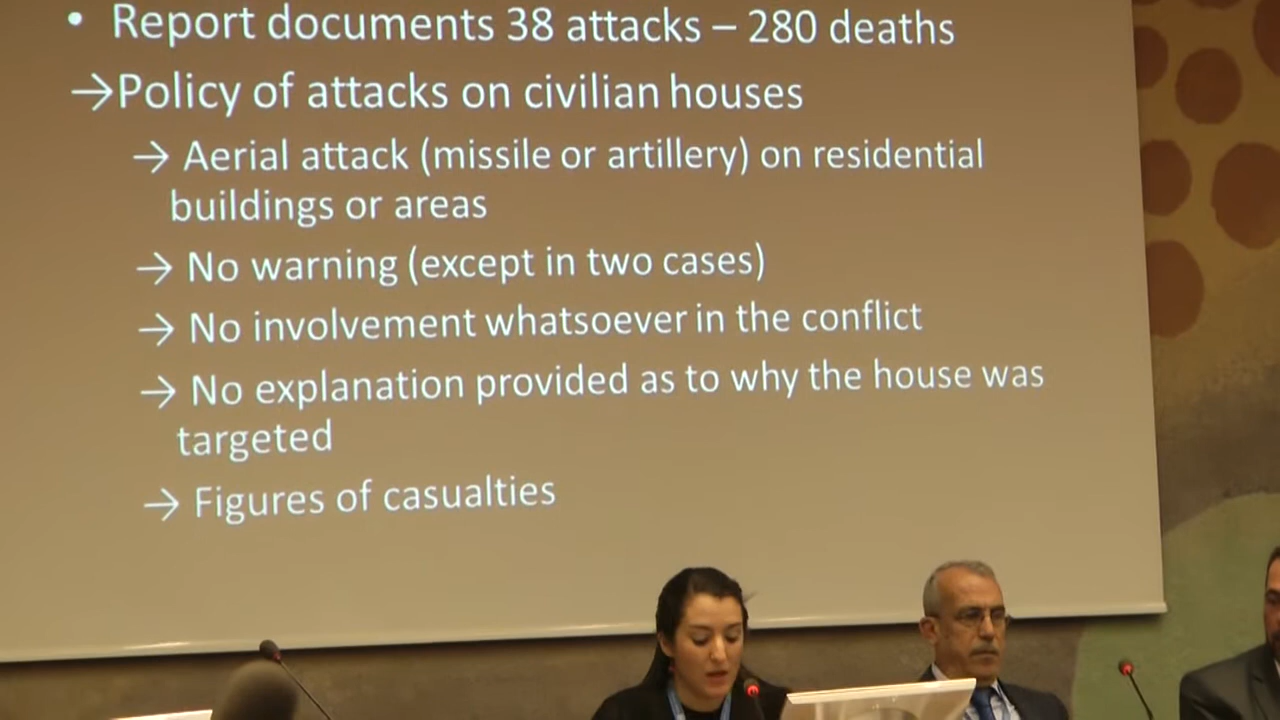 • Report documents 38 attacks – 280 deaths
→Policy of attacks on civilian houses
→ Aerial attack (missile or artillery) on residential
buildings or areas
→ No warning (except in two cases)
→ No involvement whatsoever in the conflict
→ No explanation provided as to why the house was
targeted
→ Figures of casualties